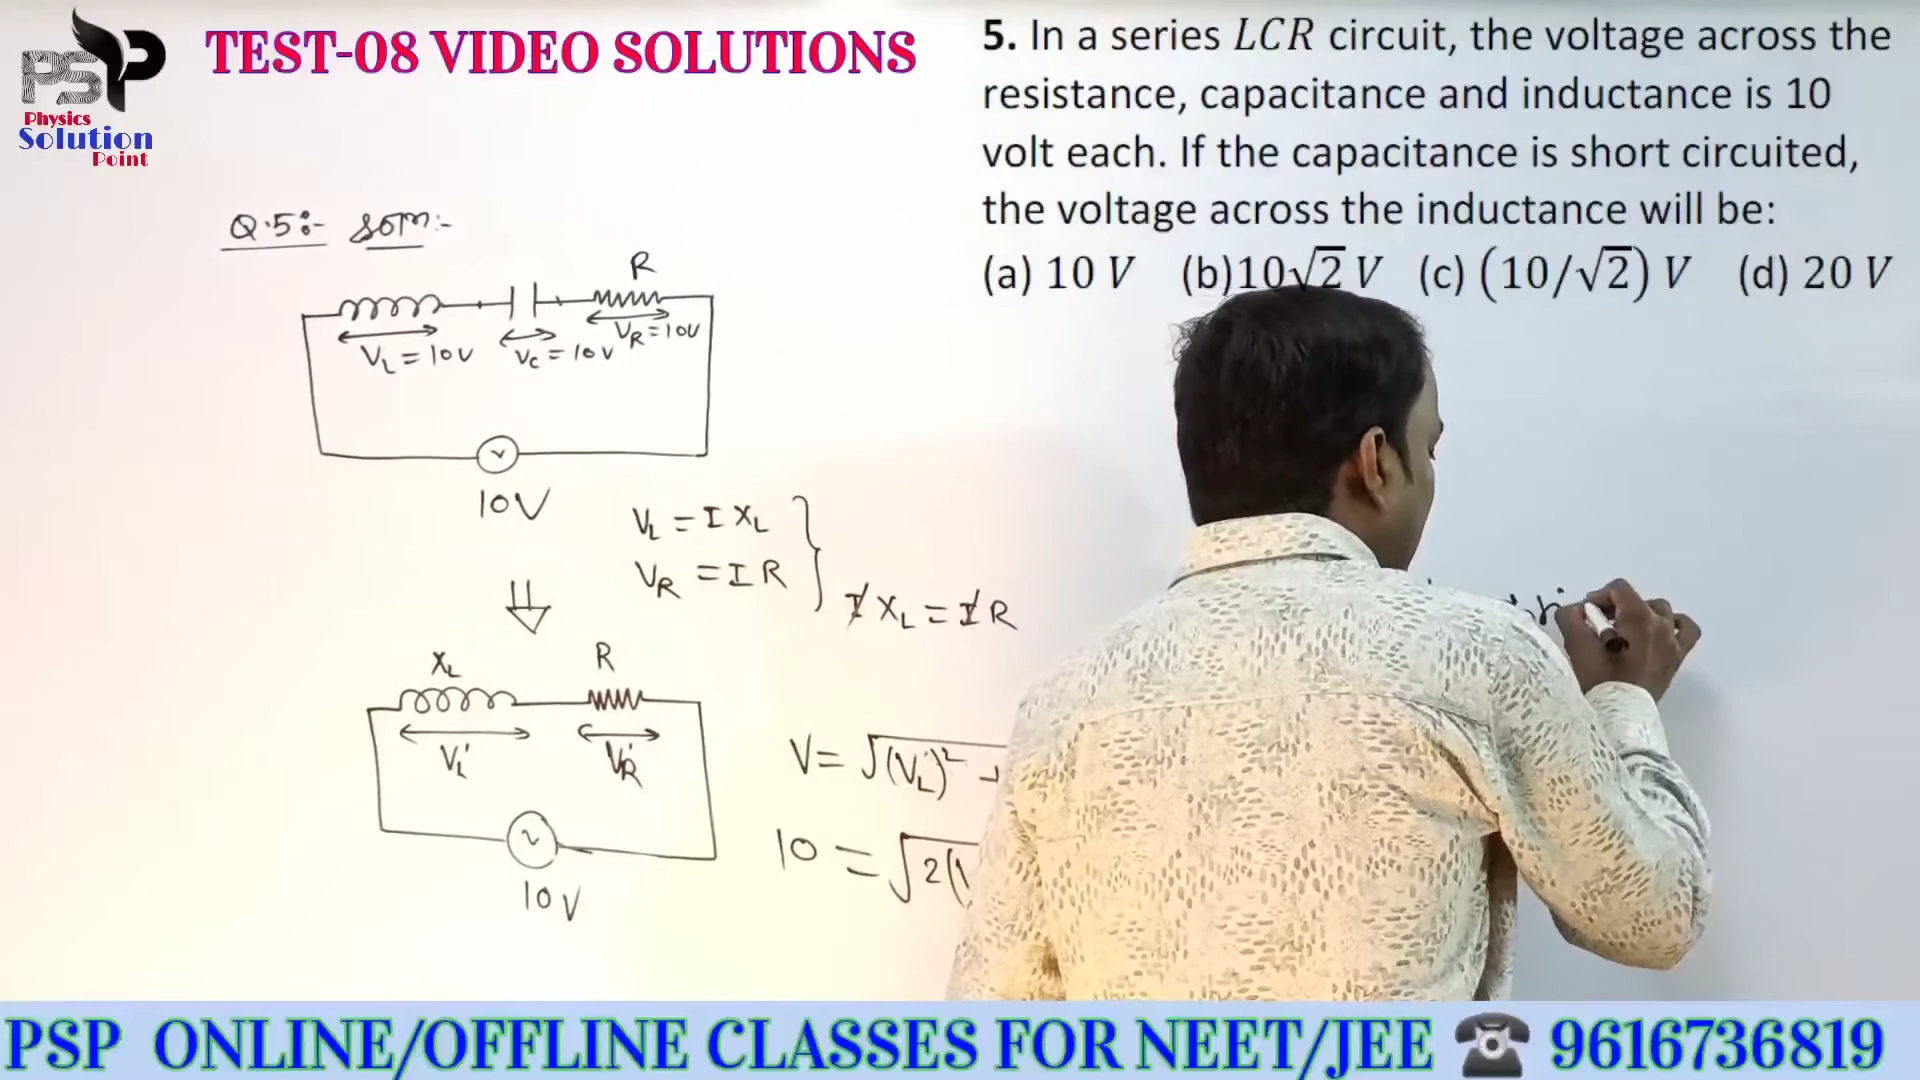 PSP
Physics
Solution
Point
TEST-08 VIDEO SOLUTIONS
5. In a series LCR circuit, the voltage across the
resistance, capacitance and inductance is 10
volt each. If the capacitance is short circuited,
the voltage across the inductance will be:
(a) 10 V (b)10√2 V (c) (10/√2) V (d) 20 V
Q.5:- Soln:-
R
V_L = 10V V_C = 10V V_R = 10V
10V
V_L = I X_L
V_R = I R
I X_L = I R
X_L R
V_L' V_R'
V = √(V_L')²
10 = √2(
10V
PSP ONLINE/OFFLINE CLASSES FOR NEET/JEE ☎ 9616736819